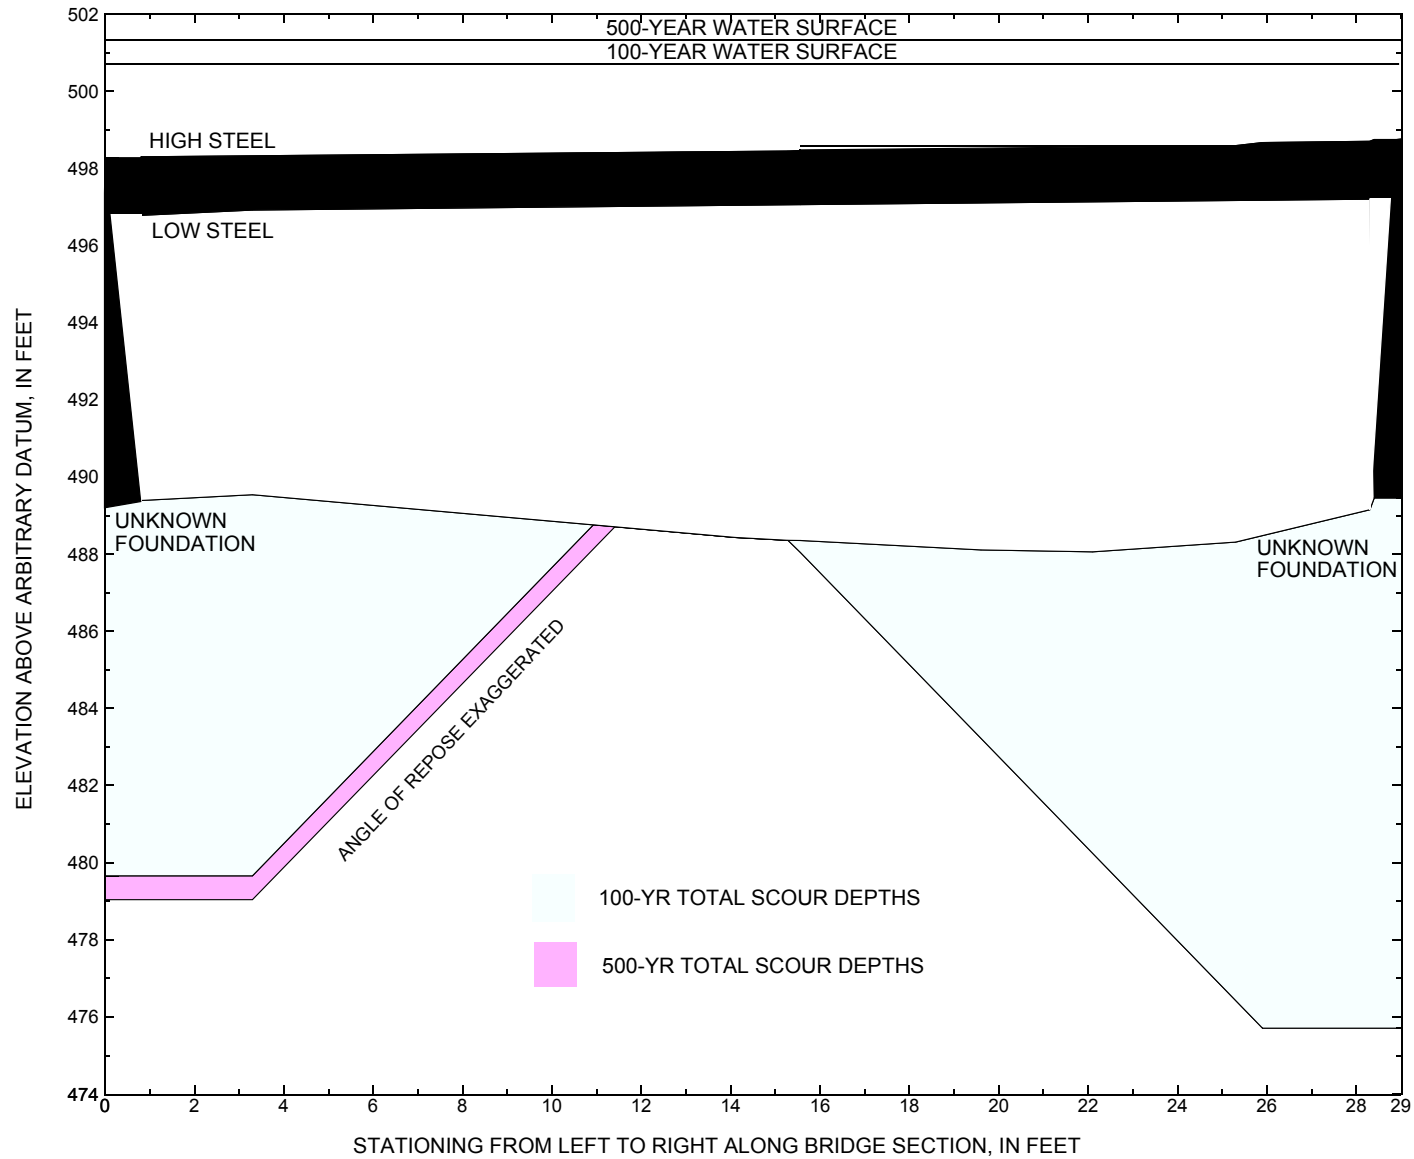 502
500-YEAR WATER SURFACE
100-YEAR WATER SURFACE
500
HIGH STEEL
498
LOW STEEL
496
494
492
490
UNKNOWN
FOUNDATION
UNKNOWN
FOUNDATION
488
486
484
482
480
478
476
474
ELEVATION ABOVE ARBITRARY DATUM, IN FEET
ANGLE OF REPOSE EXAGGERATED
100-YR TOTAL SCOUR DEPTHS
500-YR TOTAL SCOUR DEPTHS
0 2 4 6 8 10 12 14 16 18 20 22 24 26 28 29
STATIONING FROM LEFT TO RIGHT ALONG BRIDGE SECTION, IN FEET